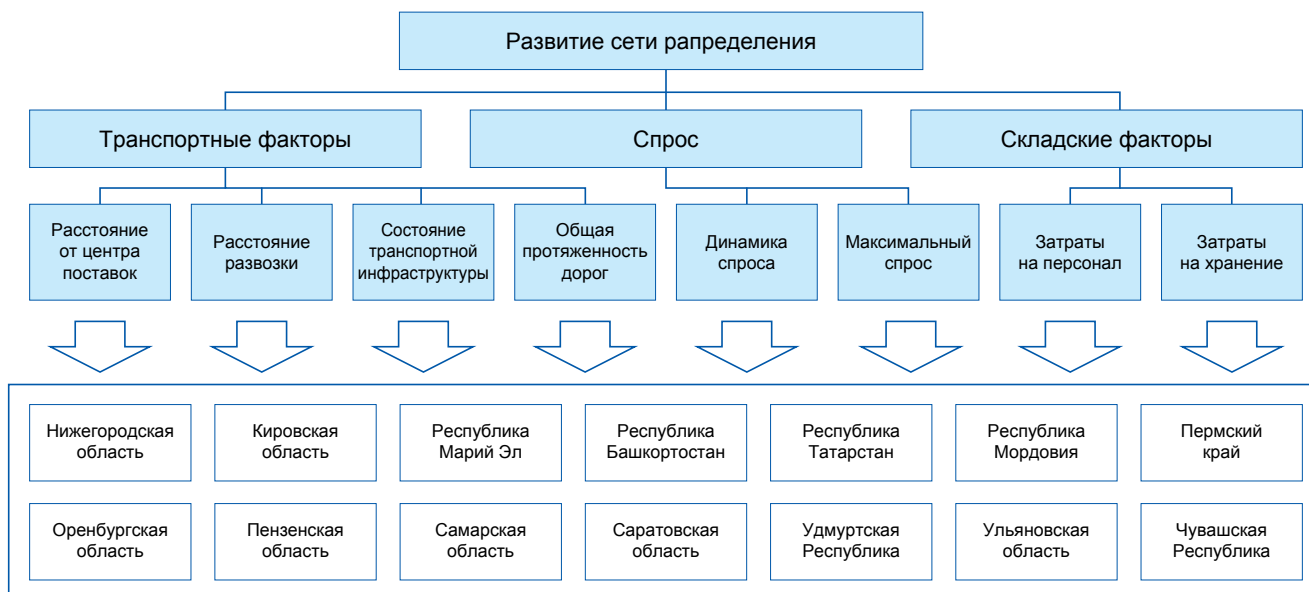 Развитие сети рапределения
Транспортные факторы
Спрос
Складские факторы
Расстояние
от центра
поставок
Расстояние
развозки
Состояние
транспортной
инфраструктуры
Общая
протяженность
дорог
Динамика
спроса
Максимальный
спрос
Затраты
на персонал
Затраты
на хранение
Нижегородская
область
Кировская
область
Республика
Марий Эл
Республика
Башкортостан
Республика
Татарстан
Республика
Мордовия
Пермский
край
Оренбургская
область
Пензенская
область
Самарская
область
Саратовская
область
Удмуртская
Республика
Ульяновская
область
Чувашская
Республика